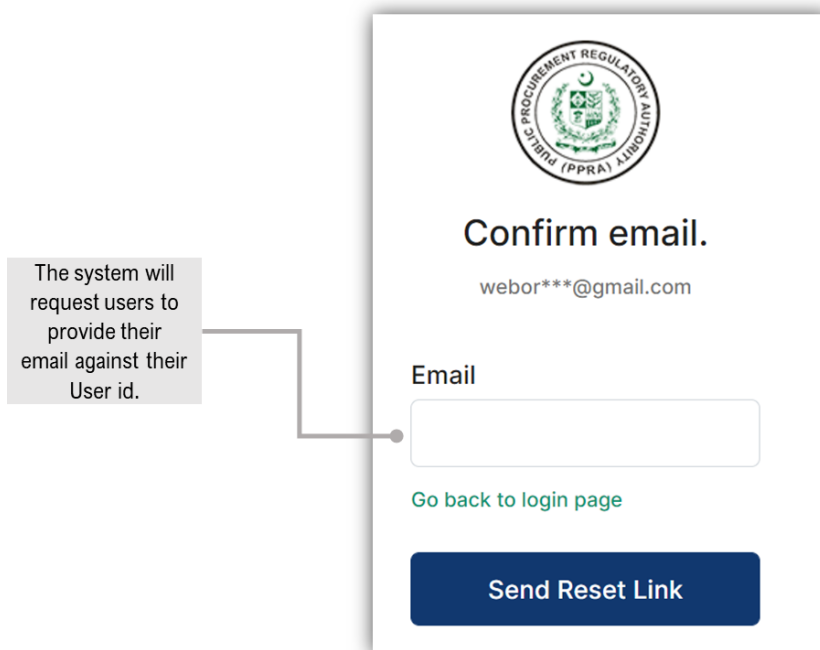 PUBLIC PROCUREMENT REGULATORY AUTHORITY
(PPRA)
Confirm email.
webor***@gmail.com
The system will
request users to
provide their
email against their
User id.
Email
Go back to login page
Send Reset Link